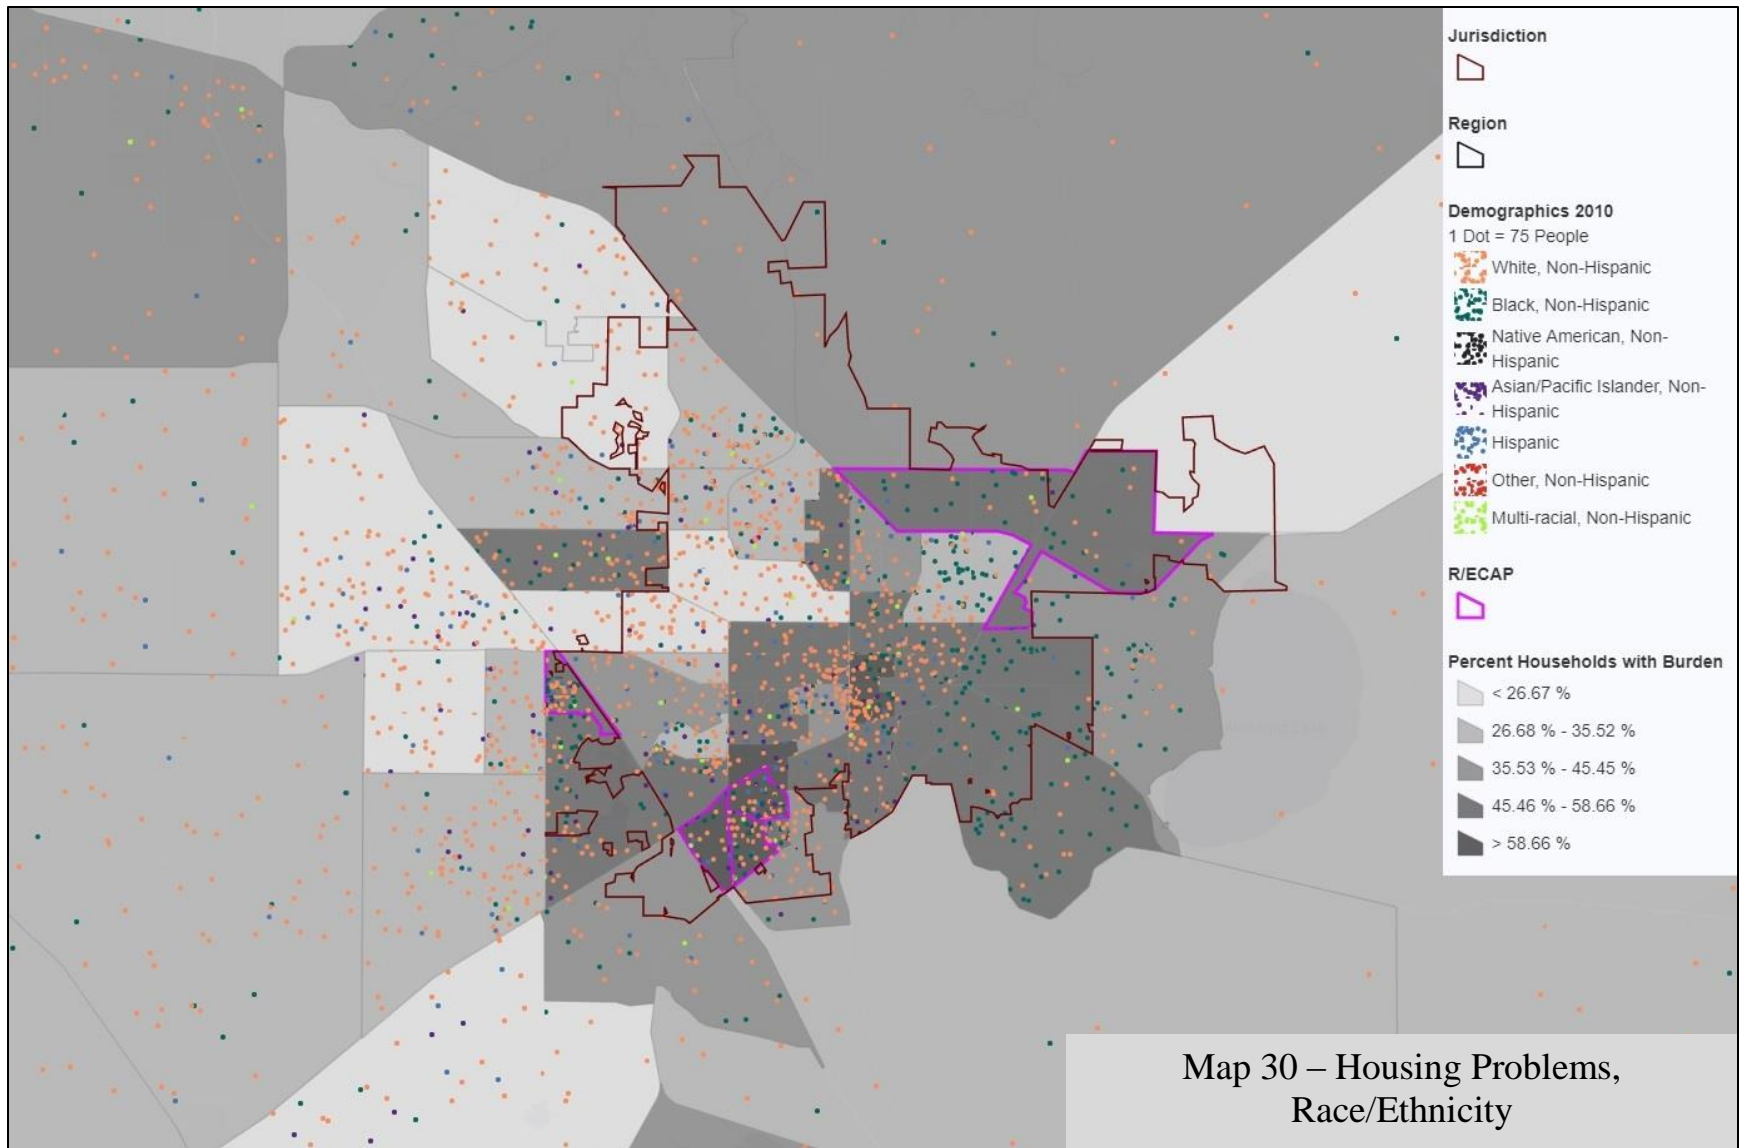 Jurisdiction
Region
Demographics 2010
1 Dot = 75 People
White, Non-Hispanic
Black, Non-Hispanic
Native American, Non-
Hispanic
Asian/Pacific Islander, Non-
Hispanic
Hispanic
Other, Non-Hispanic
Multi-racial, Non-Hispanic
R/ECAP
Percent Households with Burden
< 26.67 %
26.68 % - 35.52 %
35.53 % - 45.45 %
45.46 % - 58.66 %
> 58.66 %
Map 30 – Housing Problems,
Race/Ethnicity